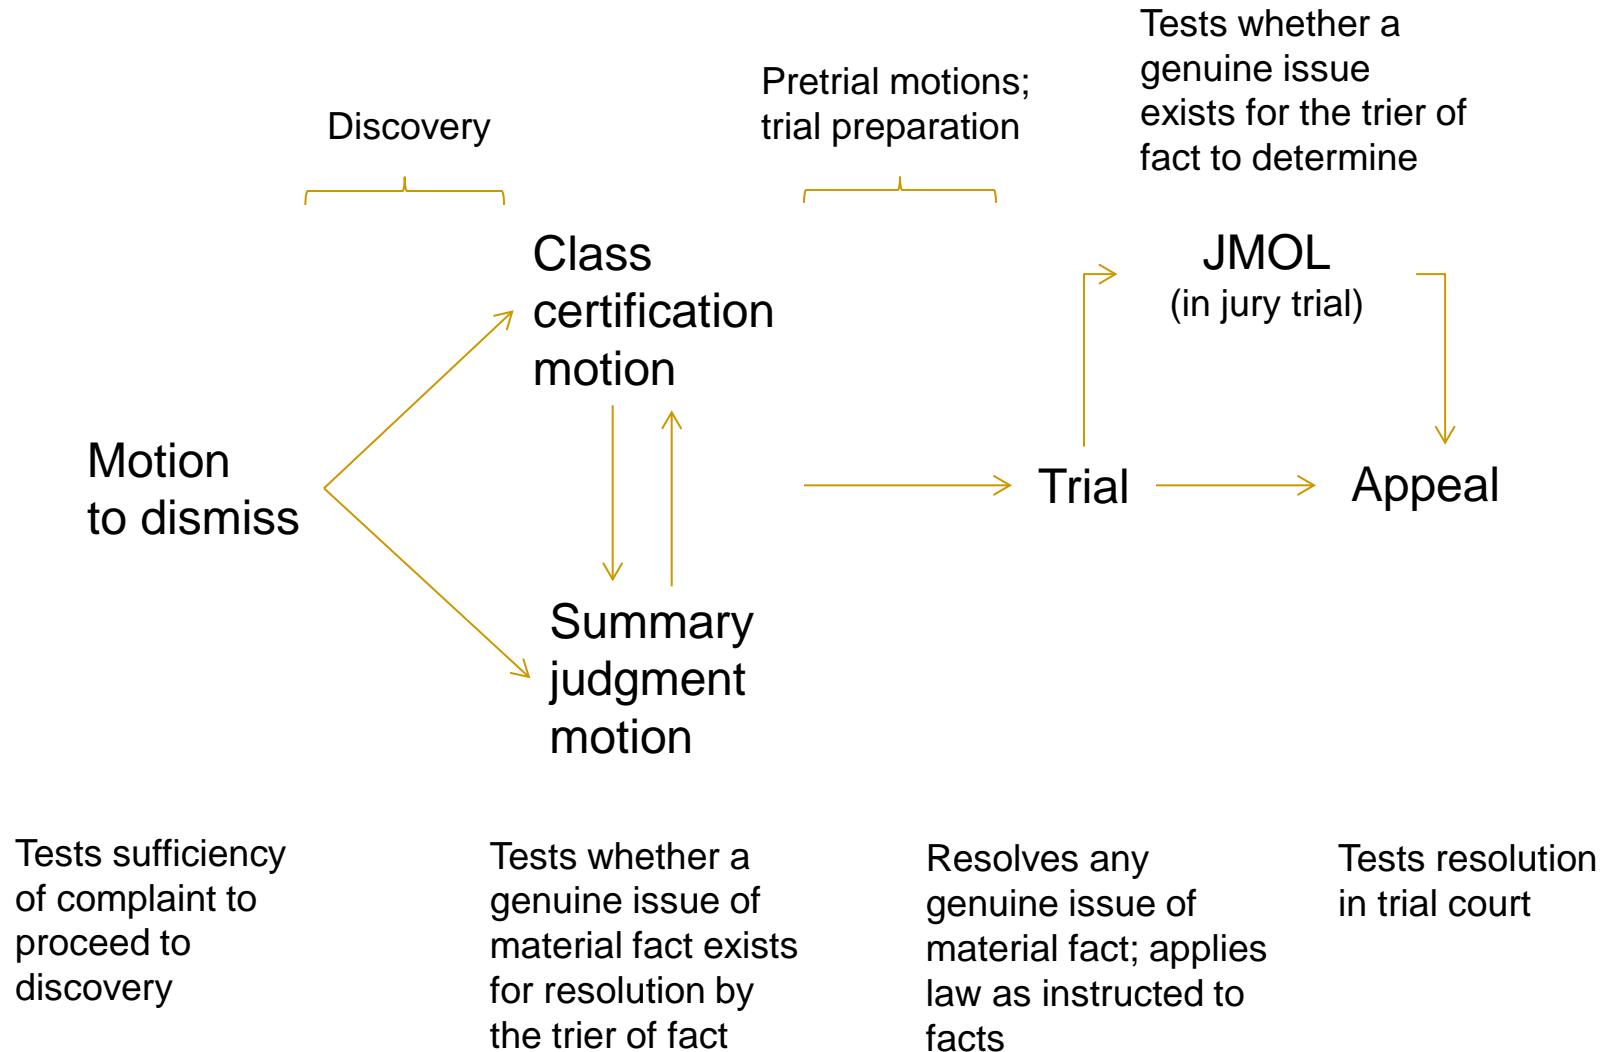 Discovery
Pretrial motions;
trial preparation
Tests whether a
genuine issue
exists for the trier of
fact to determine
Class
certification
motion
JMOL
(in jury trial)
Motion
to dismiss
Trial
Appeal
Summary
judgment
motion
Tests sufficiency
of complaint to
proceed to
discovery
Tests whether a
genuine issue of
material fact exists
for resolution by
the trier of fact
Resolves any
genuine issue of
material fact; applies
law as instructed to
facts
Tests resolution
in trial court